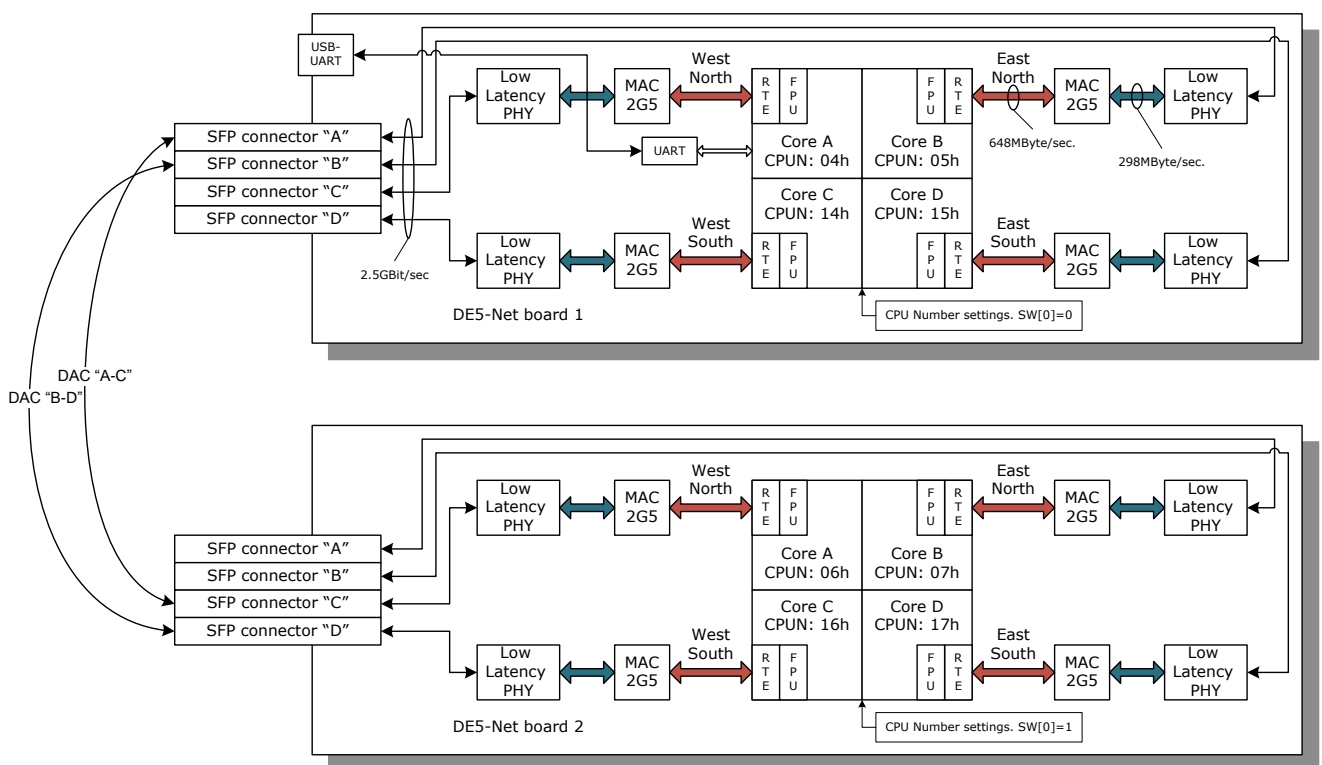 USB-
UART
Low
Latency
PHY
MAC
2G5
West
North
R
T
E
F
P
U
F
P
U
R
T
E
East
North
MAC
2G5
Low
Latency
PHY
SFP connector “A”
SFP connector “B”
SFP connector “C”
SFP connector “D”
UART
Core A
CPUN: 04h
Core B
CPUN: 05h
648MByte/sec.
298MByte/sec.
Core C
CPUN: 14h
Core D
CPUN: 15h
2.5GBit/sec
Low
Latency
PHY
MAC
2G5
West
South
R
T
E
F
P
U
F
P
U
R
T
E
East
South
MAC
2G5
Low
Latency
PHY
DE5-Net board 1
CPU Number settings. SW[0]=0
DAC “A-C”
DAC “B-D”
Low
Latency
PHY
MAC
2G5
West
North
R
T
E
F
P
U
F
P
U
R
T
E
East
North
MAC
2G5
Low
Latency
PHY
SFP connector “A”
SFP connector “B”
SFP connector “C”
SFP connector “D”
Core A
CPUN: 06h
Core B
CPUN: 07h
Core C
CPUN: 16h
Core D
CPUN: 17h
Low
Latency
PHY
MAC
2G5
West
South
R
T
E
F
P
U
F
P
U
R
T
E
East
South
MAC
2G5
Low
Latency
PHY
DE5-Net board 2
CPU Number settings. SW[0]=1